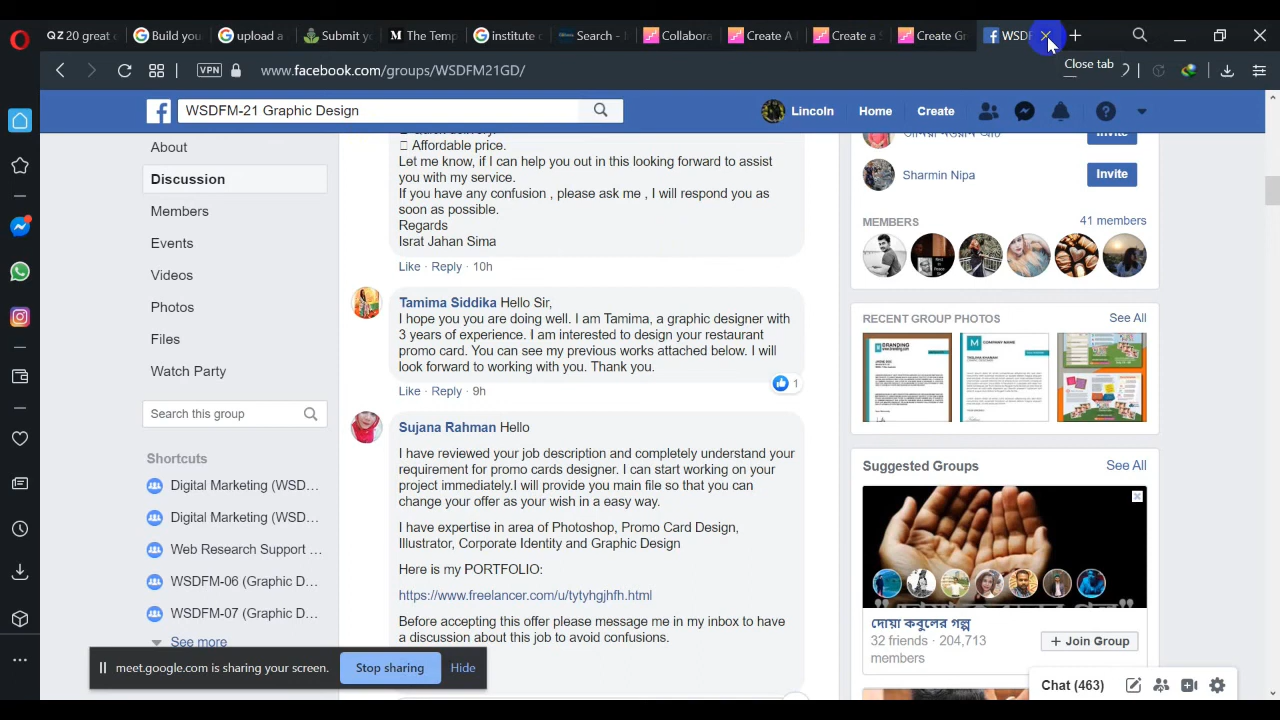 20 great
Build you
upload a
Submit yo
The Temp
institute o
Search -
Collabora
Create A
Create a
Create Gr
WSDF
Close tab
VPN
www.facebook.com/groups/WSDFM21GD/
WSDFM-21 Graphic Design
Lincoln
Home
Create
About
Discussion
Members
Events
Videos
Photos
Files
Watch Party
Search this group
Shortcuts
Digital Marketing (WSD...
Digital Marketing (WSD...
Web Research Support ...
WSDFM-06 (Graphic D...
WSDFM-07 (Graphic D...
See more
Affordable price.
Let me know, if I can help you out in this looking forward to assist
you with my service.
If you have any confusion , please ask me , I will respond you as
soon as possible.
Regards
Israt Jahan Sima
Like · Reply · 10h
Tamima Siddika Hello Sir,
I hope you you are doing well. I am Tamima, a graphic designer with
3 years of experience. I am interested to design your restaurant
promo card. You can see my previous works attached below. I will
look forward to working with you. Thank you.
1
Like · Reply · 9h
Sujana Rahman Hello
I have reviewed your job description and completely understand your
requirement for promo cards designer. I can start working on your
project immediately.I will provide you main file so that you can
change your offer as your wish in a easy way.
I have expertise in area of Photoshop, Promo Card Design,
Illustrator, Corporate Identity and Graphic Design
Here is my PORTFOLIO:
https://www.freelancer.com/u/tytyhgjhfh.html
Before accepting this offer please message me in my inbox to have
a discussion about this job to avoid confusions.
Invite
Sharmin Nipa
Invite
MEMBERS
41 members
RECENT GROUP PHOTOS
See All
BRANDING
COMPANY NAME
Suggested Groups
See All
দোয়া কবুলের গল্প
32 friends · 204,713
members
+ Join Group
meet.google.com is sharing your screen.
Stop sharing
Hide
Chat (463)